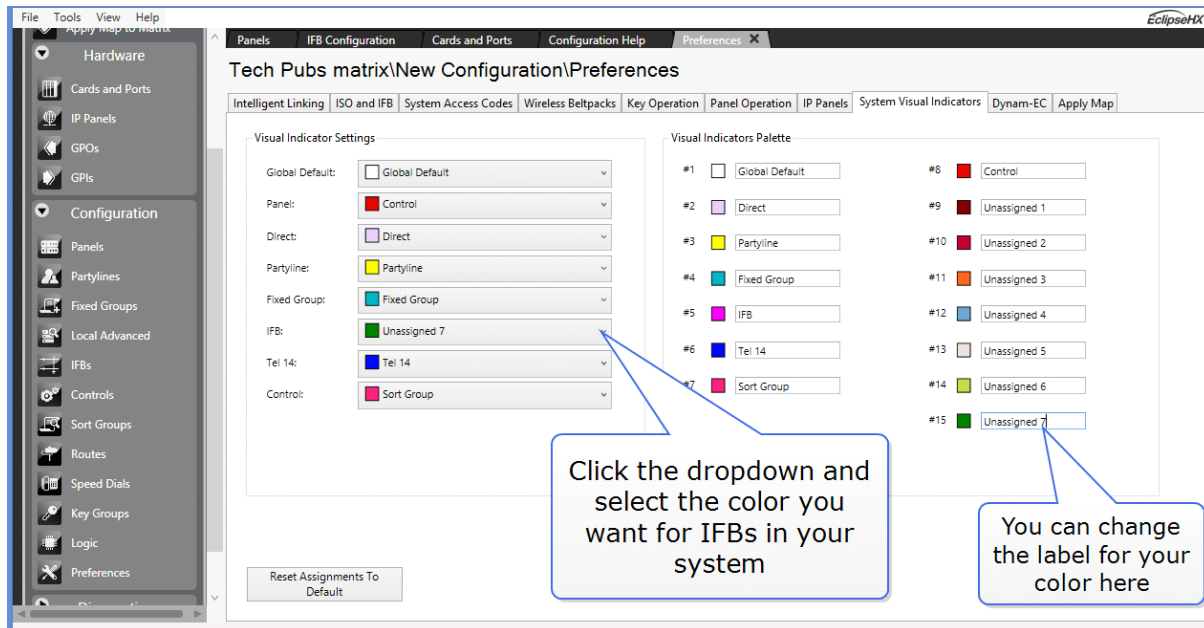 File Tools View Help
EclipseHX
Apply Map to Matrix
Hardware
Cards and Ports
IP Panels
GPOs
GPIs
Configuration
Panels
Partylines
Fixed Groups
Local Advanced
IFBs
Controls
Sort Groups
Routes
Speed Dials
Key Groups
Logic
Preferences
Panels IFB Configuration Cards and Ports Configuration Help Preferences X
Tech Pubs matrix\New Configuration\Preferences
Intelligent Linking ISO and IFB System Access Codes Wireless Beltpacks Key Operation Panel Operation IP Panels System Visual Indicators Dynam-EC Apply Map
Visual Indicator Settings
Global Default: Global Default
Panel: Control
Direct: Direct
Partyline: Partyline
Fixed Group: Fixed Group
IFB: Unassigned 7
Tel 14: Tel 14
Control: Sort Group
Reset Assignments To
Default
Visual Indicators Palette
#1 Global Default
#2 Direct
#3 Partyline
#4 Fixed Group
#5 IFB
#6 Tel 14
#7 Sort Group
#8 Control
#9 Unassigned 1
#10 Unassigned 2
#11 Unassigned 3
#12 Unassigned 4
#13 Unassigned 5
#14 Unassigned 6
#15 Unassigned 7
Click the dropdown and
select the color you
want for IFBs in your
system
You can change
the label for your
color here